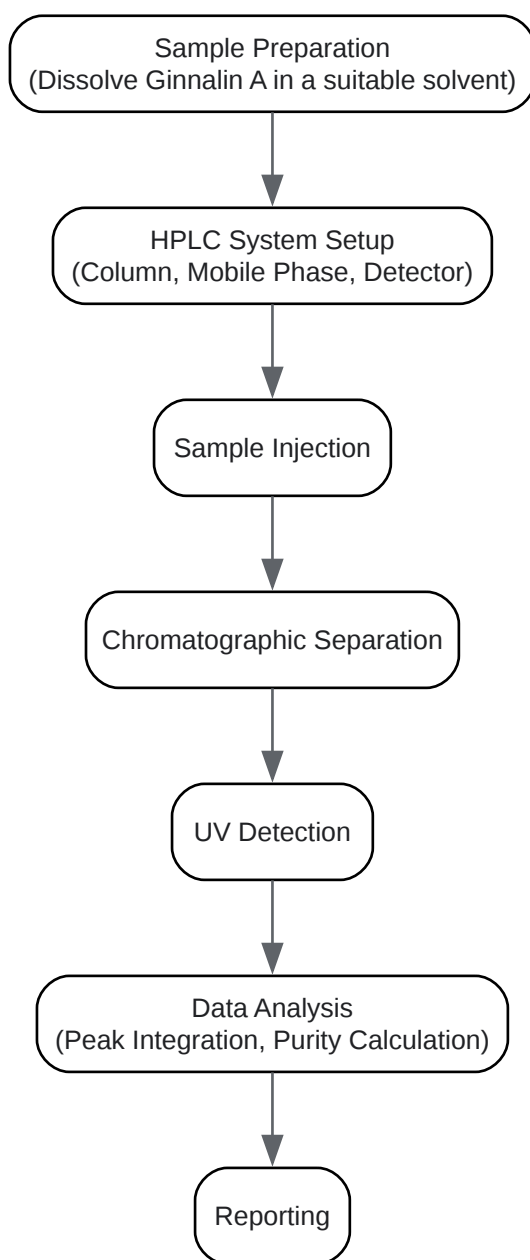 Sample Preparation
(Dissolve Ginnalin A in a suitable solvent)
HPLC System Setup
(Column, Mobile Phase, Detector)
Sample Injection
Chromatographic Separation
UV Detection
Data Analysis
(Peak Integration, Purity Calculation)
Reporting